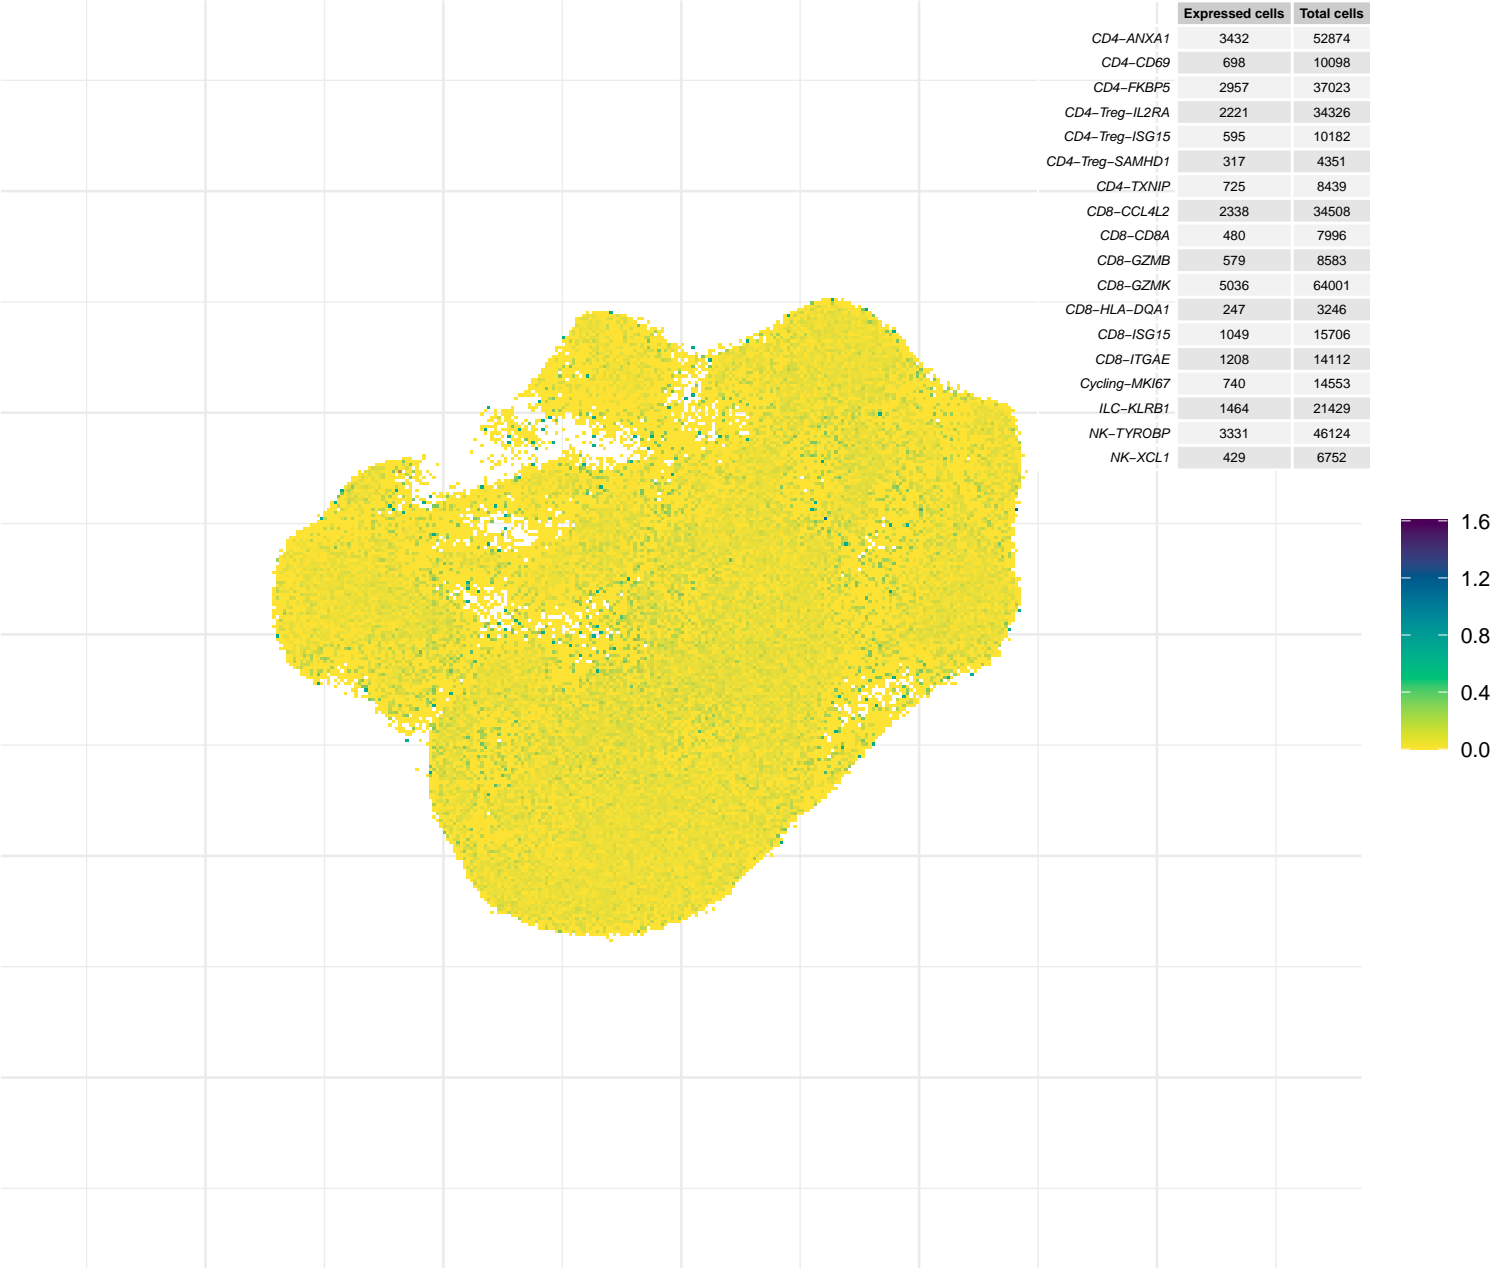 Expressed cells Total cells
CD4−ANXA1 3432 52874
CD4−CD69 698 10098
CD4−FKBP5 2957 37023
CD4−Treg−IL2RA 2221 34326
CD4−Treg−ISG15 595 10182
CD4−Treg−SAMHD1 317 4351
CD4−TXNIP 725 8439
CD8−CCL4L2 2338 34508
CD8−CD8A 480 7996
CD8−GZMB 579 8583
CD8−GZMK 5036 64001
CD8−HLA−DQA1 247 3246
CD8−ISG15 1049 15706
CD8−ITGAE 1208 14112
Cycling−MKI67 740 14553
ILC−KLRB1 1464 21429
NK−TYROBP 3331 46124
NK−XCL1 429 6752
1.6
1.2
0.8
0.4
0.0